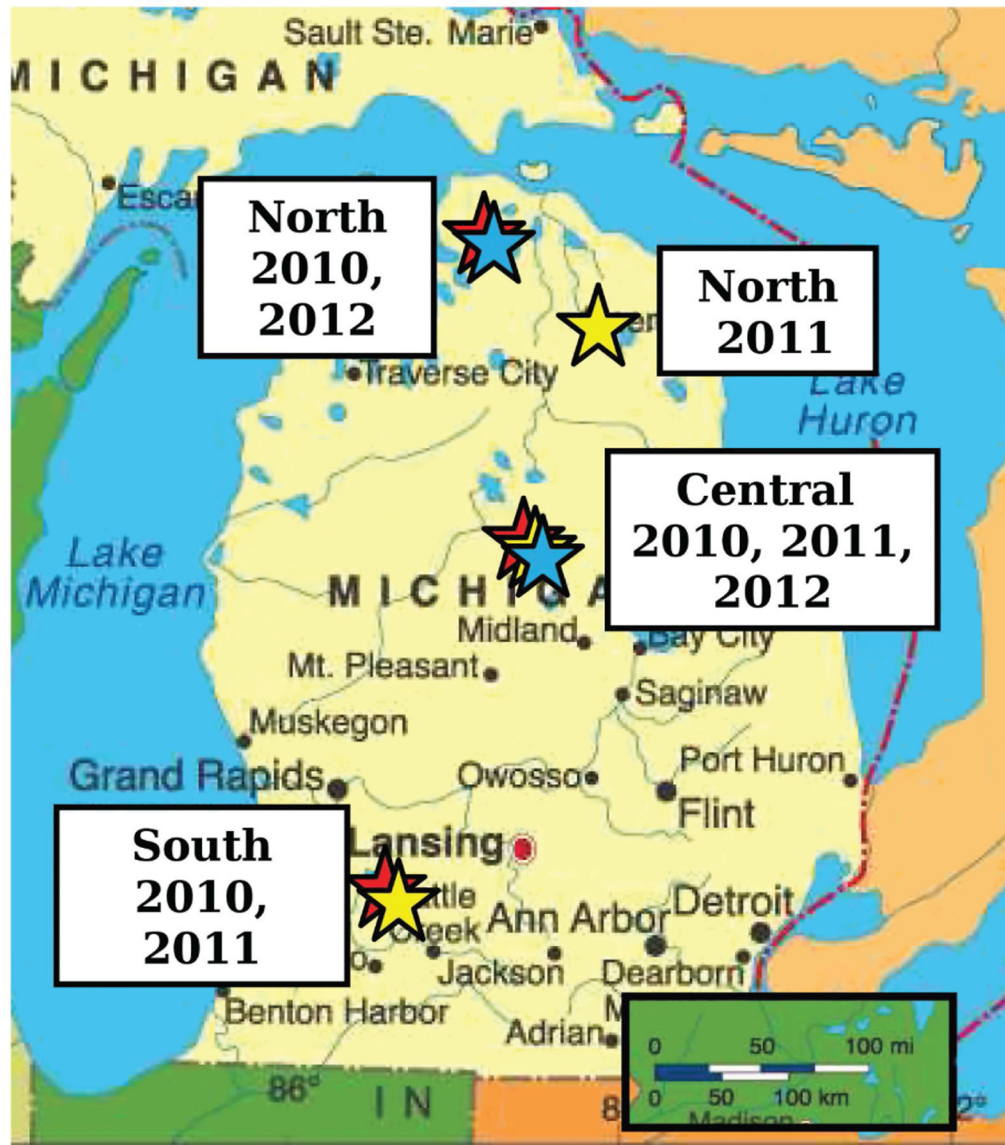 Sault Ste. Marie
MICHIGAN
North
2010,
2012
North
2011
Traverse City
Lake
Huron
Central
2010, 2011,
2012
Lake
Michigan
Midland
Bay City
Mt. Pleasant
Saginaw
Muskegon
Grand Rapids
Owosso
Port Huron
Flint
South
2010,
2011
Lansing
Ann Arbor
Detroit
Jackson
Dearborn
Benton Harbor
Adrian
0 50 100 mi
0 50 100 km
86°
IN
Madison